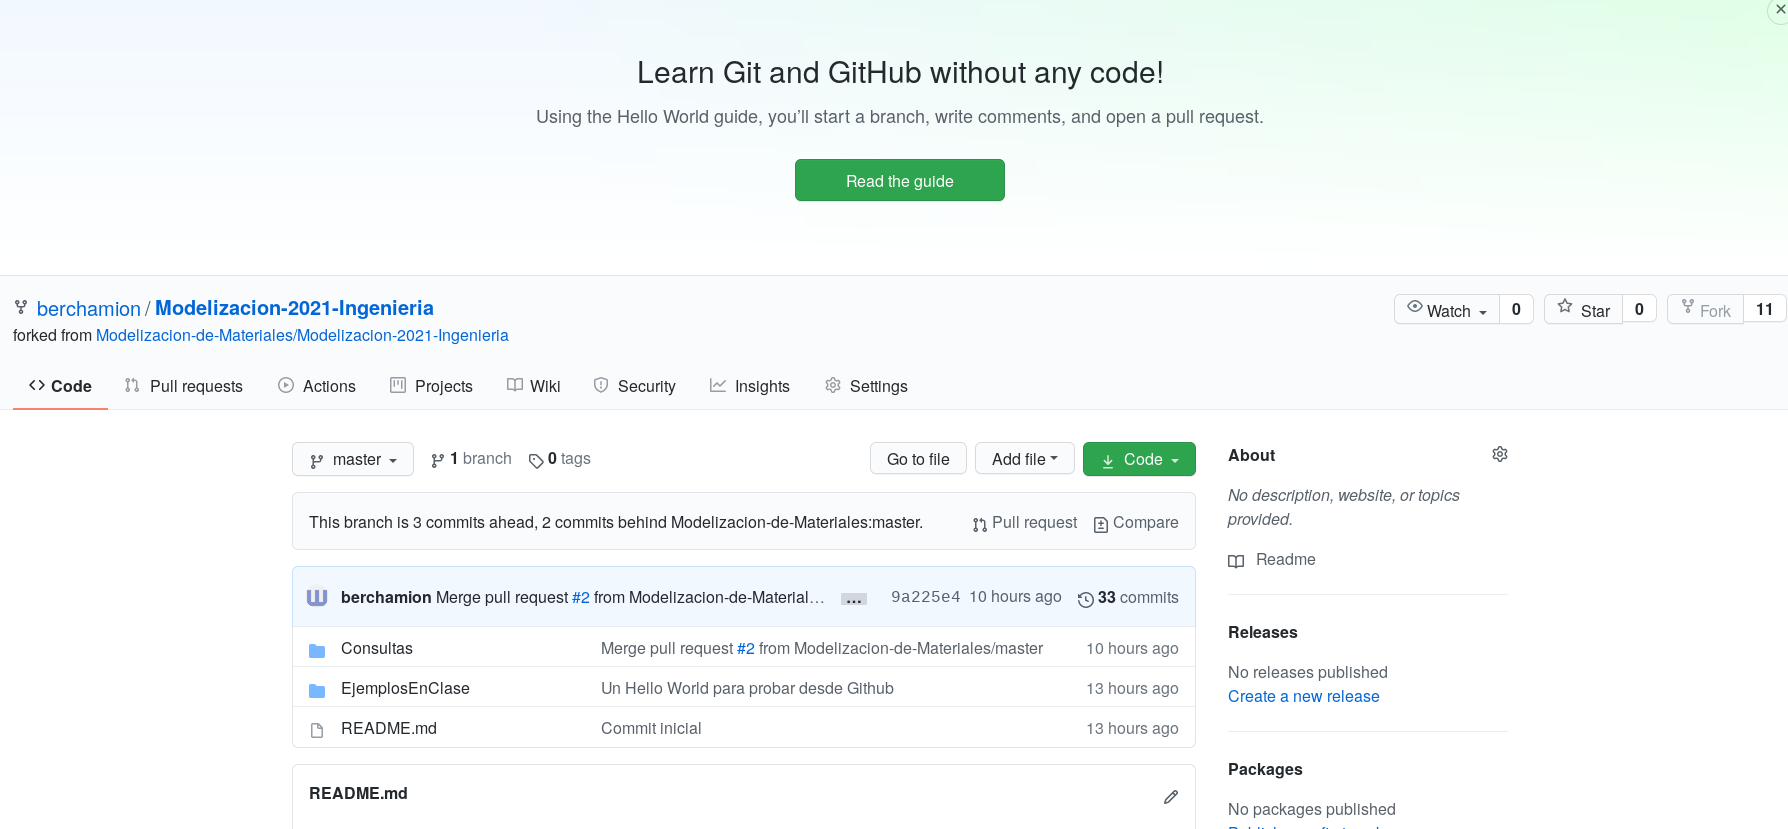 Learn Git and GitHub without any code!
Using the Hello World guide, you’ll start a branch, write comments, and open a pull request.
Read the guide
berchamion / Modelizacion-2021-Ingenieria
Watch 0 Star 0 Fork 11
forked from Modelizacion-de-Materiales/Modelizacion-2021-Ingenieria
Code Pull requests Actions Projects Wiki Security Insights Settings
master 1 branch 0 tags Go to file Add file Code
This branch is 3 commits ahead, 2 commits behind Modelizacion-de-Materiales:master. Pull request Compare
berchamion Merge pull request #2 from Modelizacion-de-Material… ... 9a225e4 10 hours ago 33 commits
Consultas Merge pull request #2 from Modelizacion-de-Materiales/master 10 hours ago
EjemplosEnClase Un Hello World para probar desde Github 13 hours ago
README.md Commit inicial 13 hours ago
README.md
About
No description, website, or topics
provided.
Readme
Releases
No releases published
Create a new release
Packages
No packages published